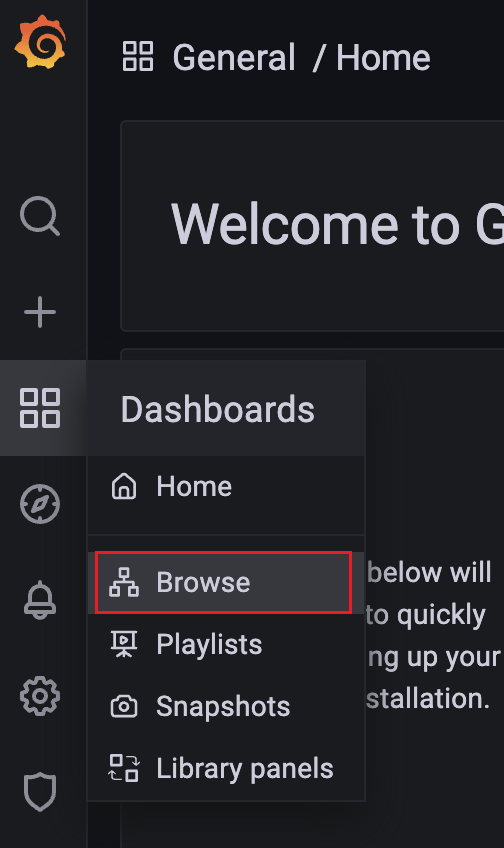 General / Home
Welcome to G
Dashboards
Home
Browse
Playlists
Snapshots
Library panels
below will
to quickly
ng up your
stallation.